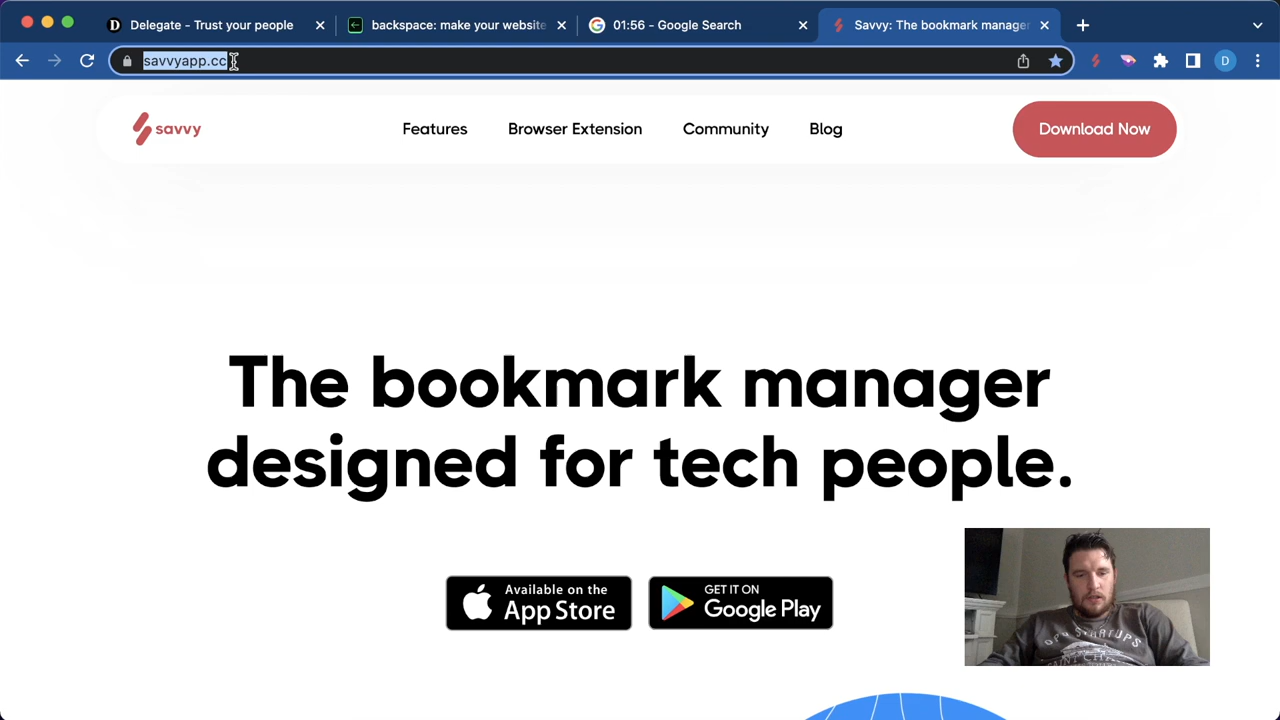 Delegate - Trust your people
backspace: make your website
01:56 - Google Search
Savvy: The bookmark manager
savvyapp.cc
D
savvy
Features
Browser Extension
Community
Blog
Download Now
The bookmark manager
designed for tech people.
Available on the
App Store
GET IT ON
Google Play
STARTUPS